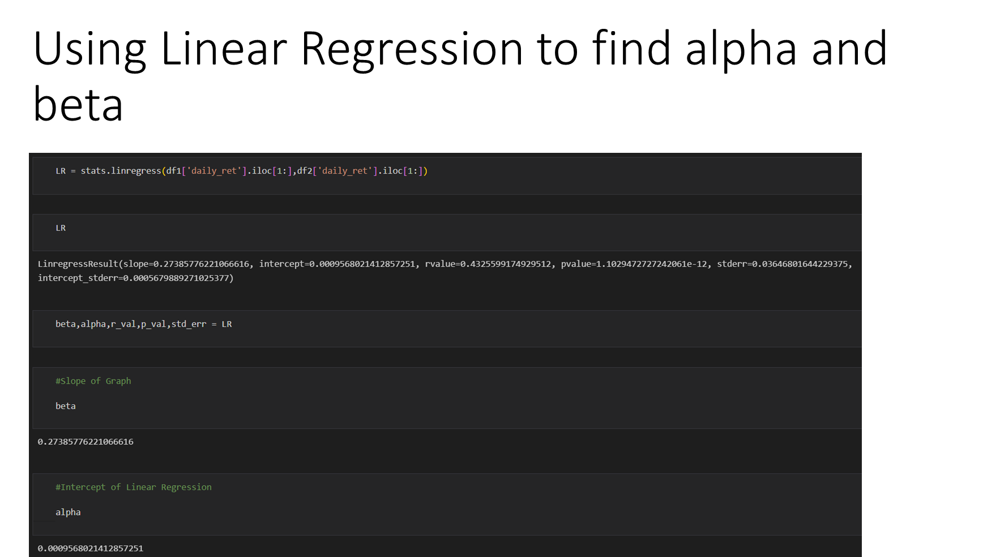 Using Linear Regression to find alpha and
beta
LR = stats.linregress(df1['daily_ret'].iloc[1:],df2['daily_ret'].iloc[1:])
LR
LinregressResult(slope=0.27385776221066616, intercept=0.0009568021412857251, rvalue=0.4325599174929512, pvalue=1.1029472727242061e-12, stderr=0.03646801644229375,
intercept_stderr=0.0005679889271025377)
beta,alpha,r_val,p_val,std_err = LR
#Slope of Graph
beta
0.27385776221066616
#Intercept of Linear Regression
alpha
0.0009568021412857251